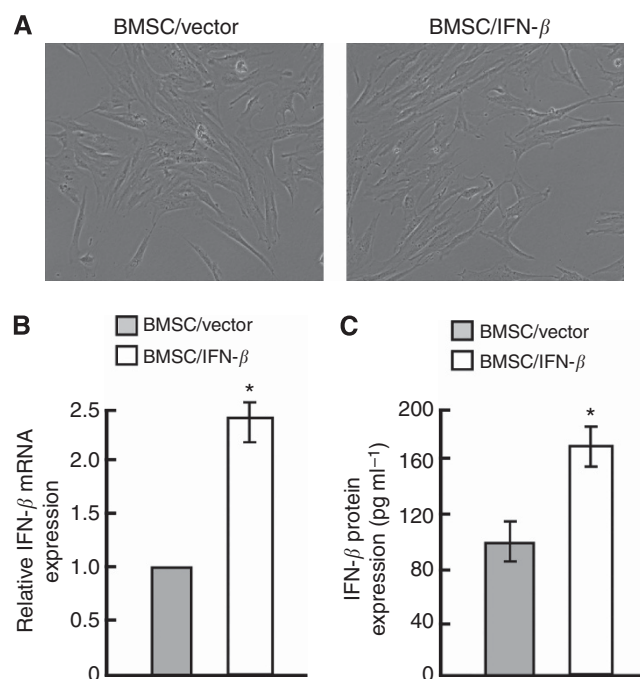 A
BMSC/vector
BMSC/IFN-β
B
BMSC/vector
BMSC/IFN-β
*
2.5
2.0
1.5
1.0
0.5
0
Relative IFN-β mRNA
expression
C
BMSC/vector
BMSC/IFN-β
*
200
160
120
80
40
0
IFN-β protein
expression (pg ml⁻¹)